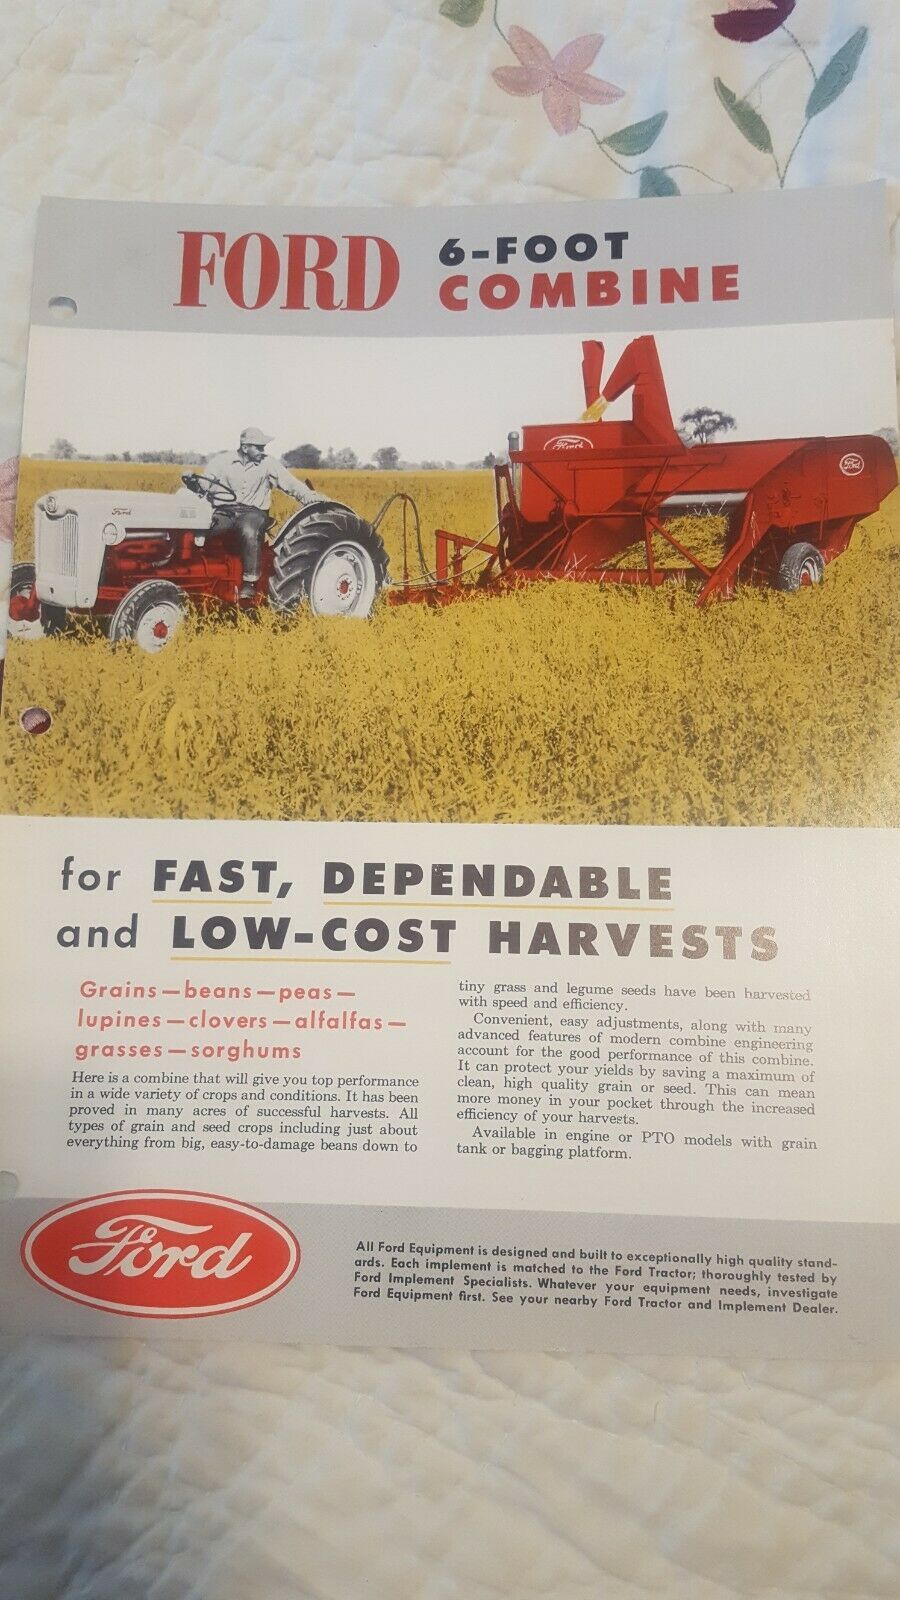 FORD 6-FOOT
COMBINE
Ford
Ford
Ford
for FAST, DEPENDABLE
and LOW-COST HARVESTS
Grains—beans—peas—
lupines—clovers—alfalfas—
grasses—sorghums
Here is a combine that will give you top performance
in a wide variety of crops and conditions. It has been
proved in many acres of successful harvests. All
types of grain and seed crops including just about
everything from big, easy-to-damage beans down to
tiny grass and legume seeds have been harvested
with speed and efficiency.
Convenient, easy adjustments, along with many
advanced features of modern combine engineering
account for the good performance of this combine.
It can protect your yields by saving a maximum of
clean, high quality grain or seed. This can mean
more money in your pocket through the increased
efficiency of your harvests.
Available in engine or PTO models with grain
tank or bagging platform.
Ford
All Ford Equipment is designed and built to exceptionally high quality stand-
ards. Each implement is matched to the Ford Tractor; thoroughly tested by
Ford Implement Specialists. Whatever your equipment needs, investigate
Ford Equipment first. See your nearby Ford Tractor and Implement Dealer.